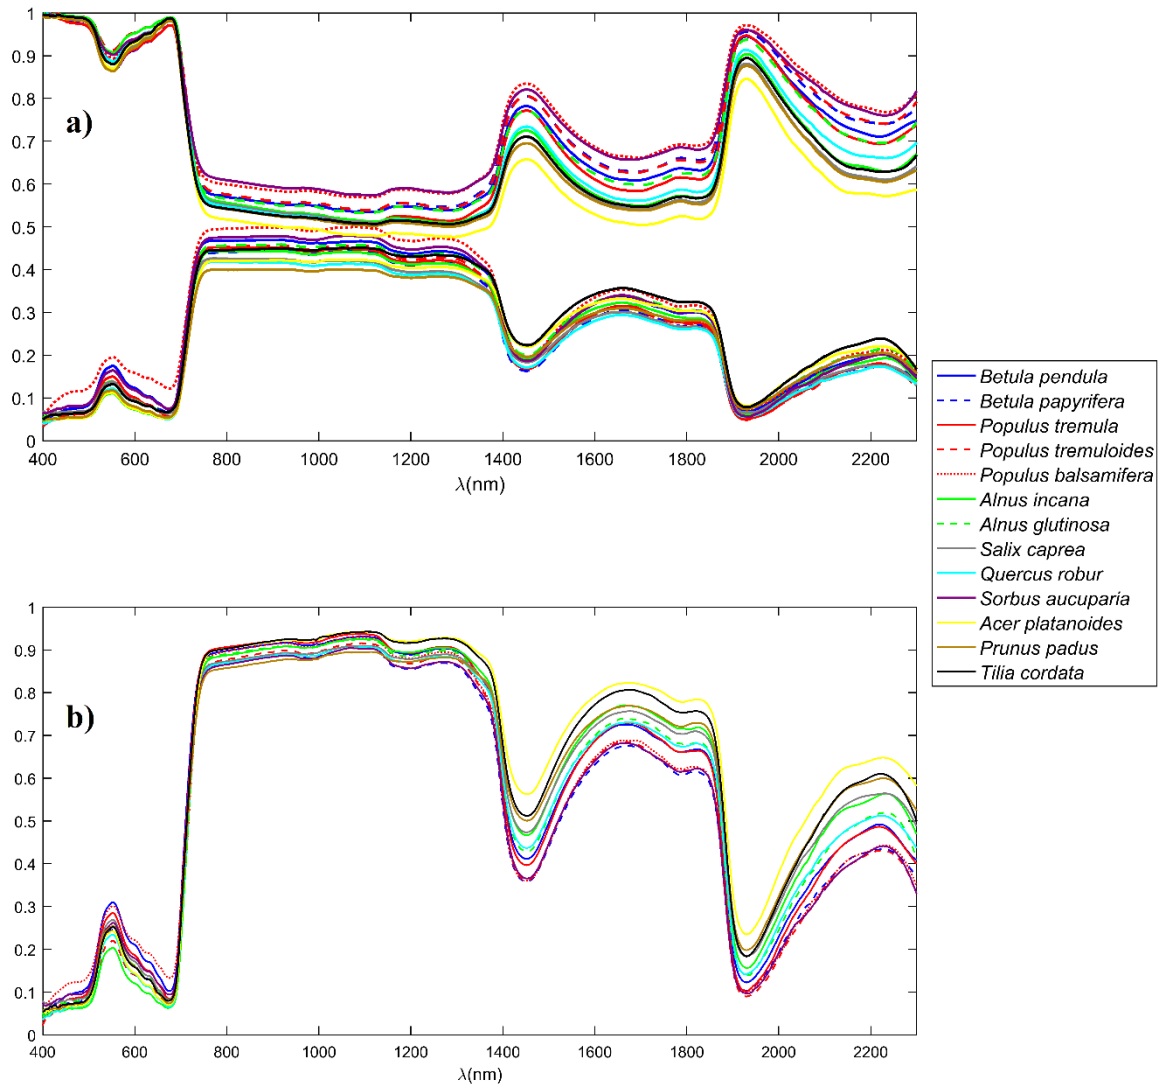 1
0.9
0.8
a)
0.7
0.6
0.5
0.4
0.3
0.2
0.1
0
400 600 800 1000 1200 1400 1600 1800 2000 2200
λ(nm)
Betula pendula
Betula papyrifera
Populus tremula
Populus tremuloides
Populus balsamifera
Alnus incana
Alnus glutinosa
Salix caprea
Quercus robur
Sorbus aucuparia
Acer platanoides
Prunus padus
Tilia cordata
1
0.9
0.8
b)
0.7
0.6
0.5
0.4
0.3
0.2
0.1
0
400 600 800 1000 1200 1400 1600 1800 2000 2200
λ(nm)